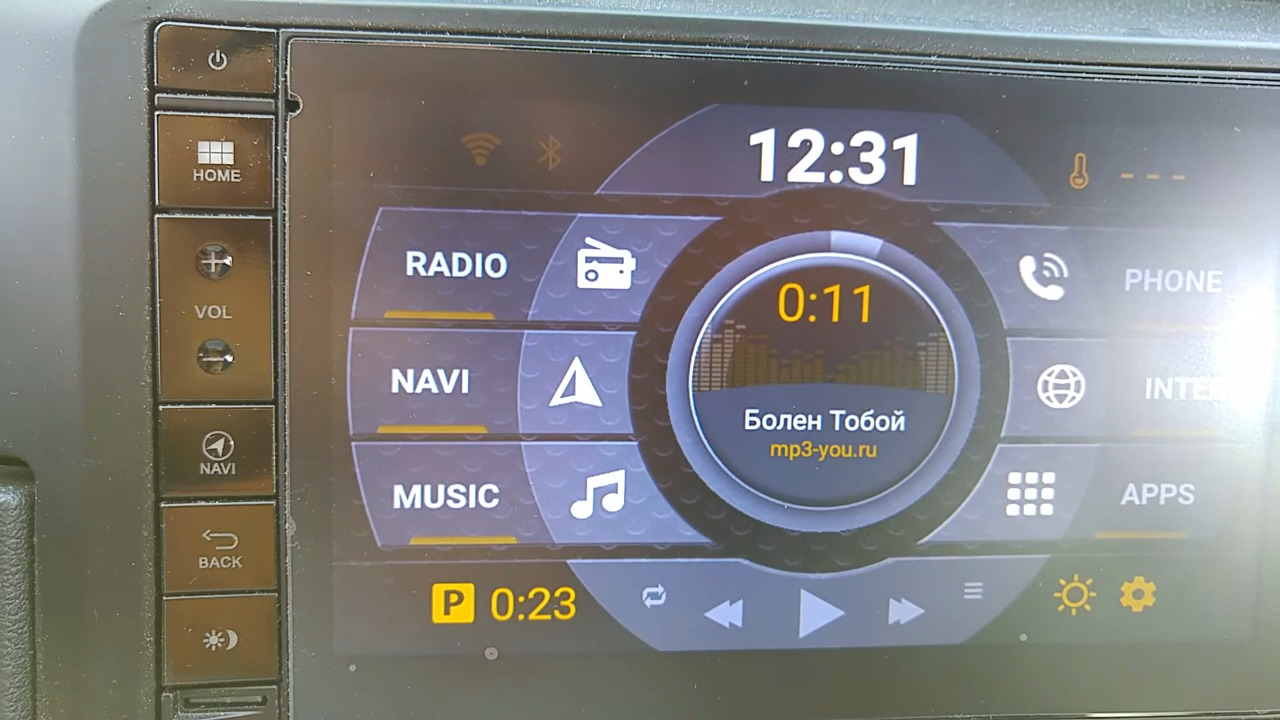 HOME
VOL
NAVI
BACK
12:31
- - -
RADIO
NAVI
MUSIC
0:11
Болен Тобой
mp3-you.ru
PHONE
APPS
P 0:23